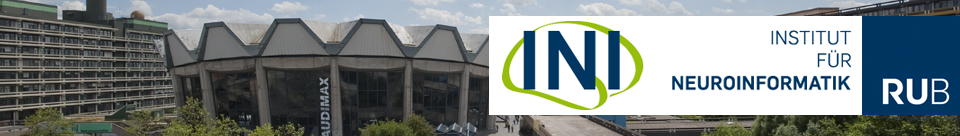 AUDIMAX
INI
INSTITUT
FÜR
NEUROINFORMATIK
RUB